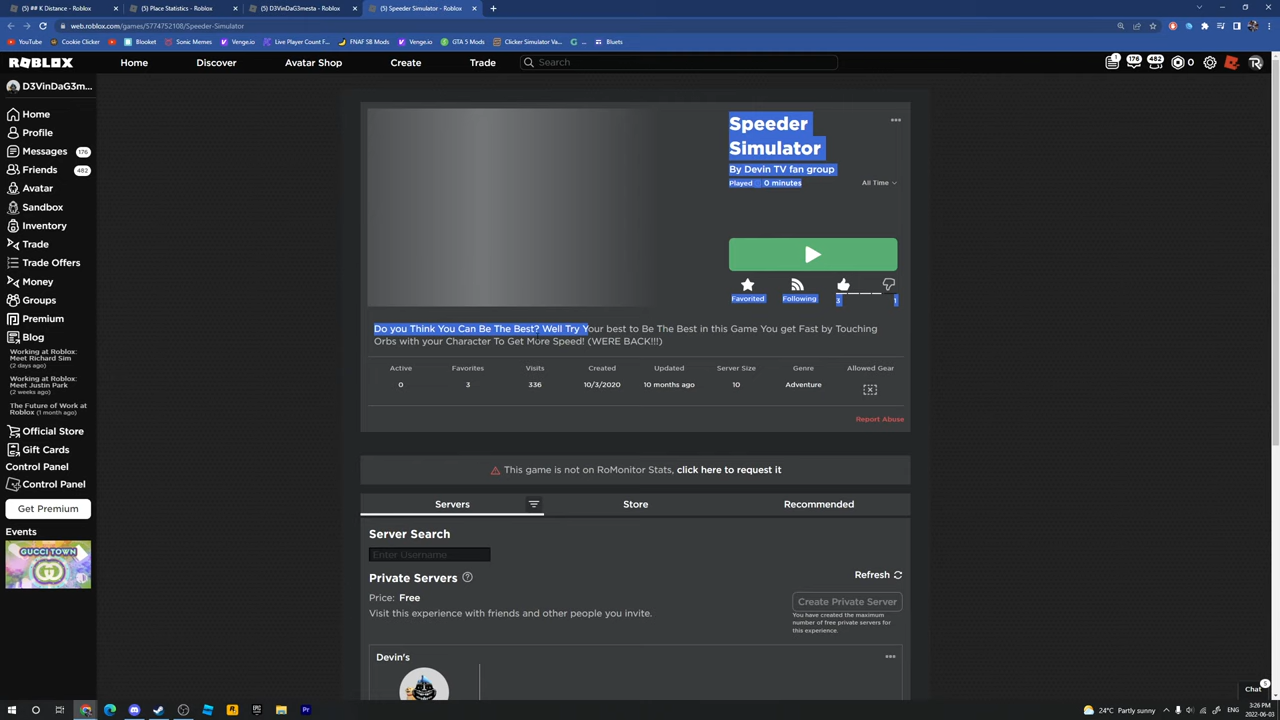 (5) ## K Distance - Roblox
(5) Place Statistics - Roblox
(5) D3VinDaG3mesta - Roblox
(5) Speeder Simulator - Roblox
web.roblox.com/games/5774752108/Speeder-Simulator
YouTube
Cookie Clicker
Blooket
Sonic Memes
Venge.io
Live Player Count F...
FNAF SB Mods
Venge.io
GTA 5 Mods
Clicker Simulator Va...
G ...
Bluets
ROBLOX
Home
Discover
Avatar Shop
Create
Trade
Search
1
176
482
0
D3VinDaG3m...
Home
Profile
Messages 176
Friends 482
Avatar
Sandbox
Inventory
Trade
Trade Offers
Money
Groups
Premium
Blog
Working at Roblox:
Meet Richard Sim
(2 days ago)
Working at Roblox:
Meet Justin Park
(2 weeks ago)
The Future of Work at
Roblox (1 month ago)
Official Store
Gift Cards
Control Panel
Control Panel
Get Premium
Events
GUCCI TOWN
Speeder
Simulator
By Devin TV fan group
Played 0 minutes
All Time
Favorited
Following
3
1
Do you Think You Can Be The Best? Well Try Your best to Be The Best in this Game You get Fast by Touching
Orbs with your Character To Get More Speed! (WERE BACK!!!)
Active Favorites Visits Created Updated Server Size Genre Allowed Gear
0 3 336 10/3/2020 10 months ago 10 Adventure
Report Abuse
This game is not on RoMonitor Stats, click here to request it
Servers
Store
Recommended
Server Search
Enter Username
Private Servers
Refresh
Price: Free
Visit this experience with friends and other people you invite.
Create Private Server
You have created the maximum
number of free private servers for
this experience.
Devin's
Chat 5
24°C Partly sunny
ENG
3:26 PM
2022-06-03